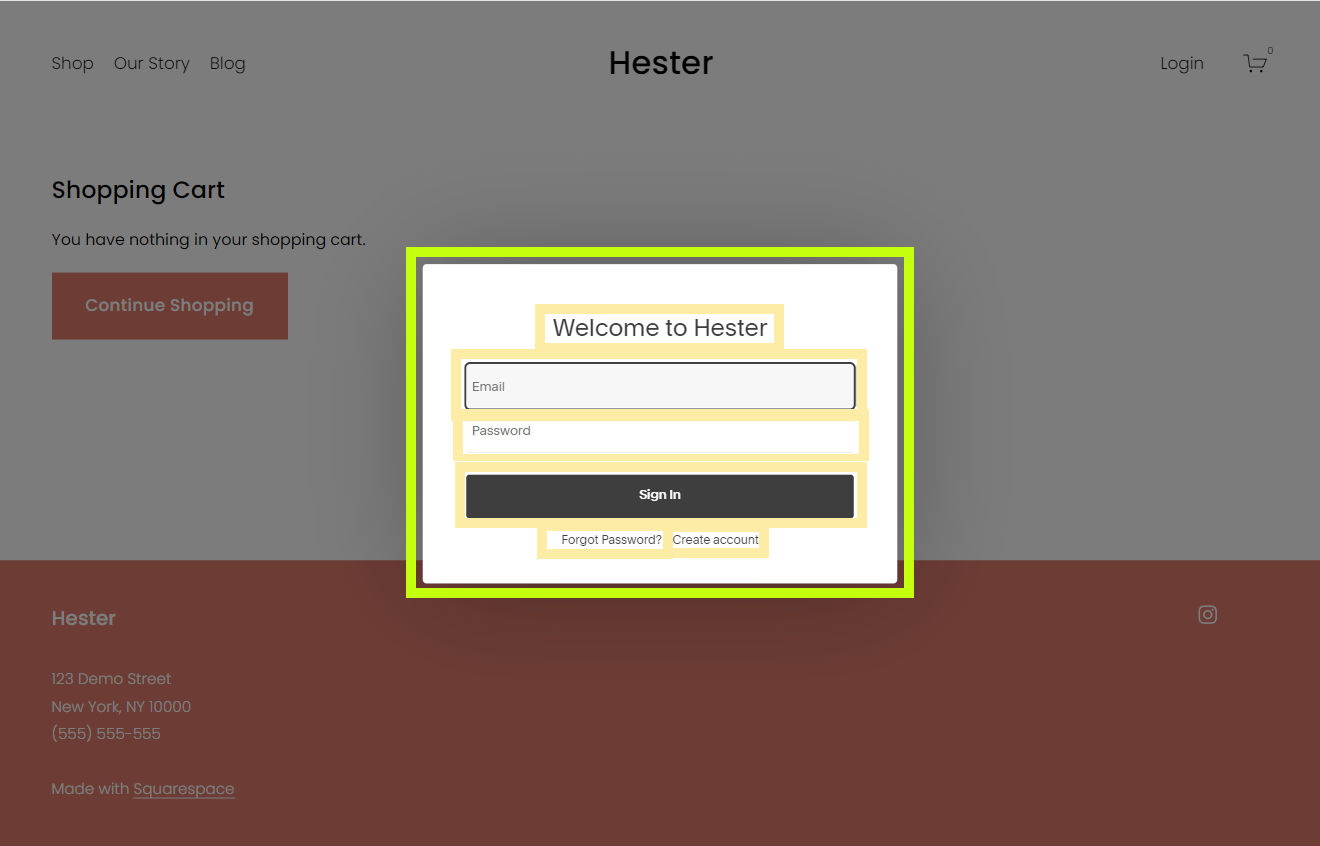 Shop Our Story Blog
Hester
Login
0
Shopping Cart
You have nothing in your shopping cart.
Continue Shopping
Welcome to Hester
Email
Password
Sign In
Forgot Password? Create account
Hester
123 Demo Street
New York, NY 10000
(555) 555-555
Made with Squarespace